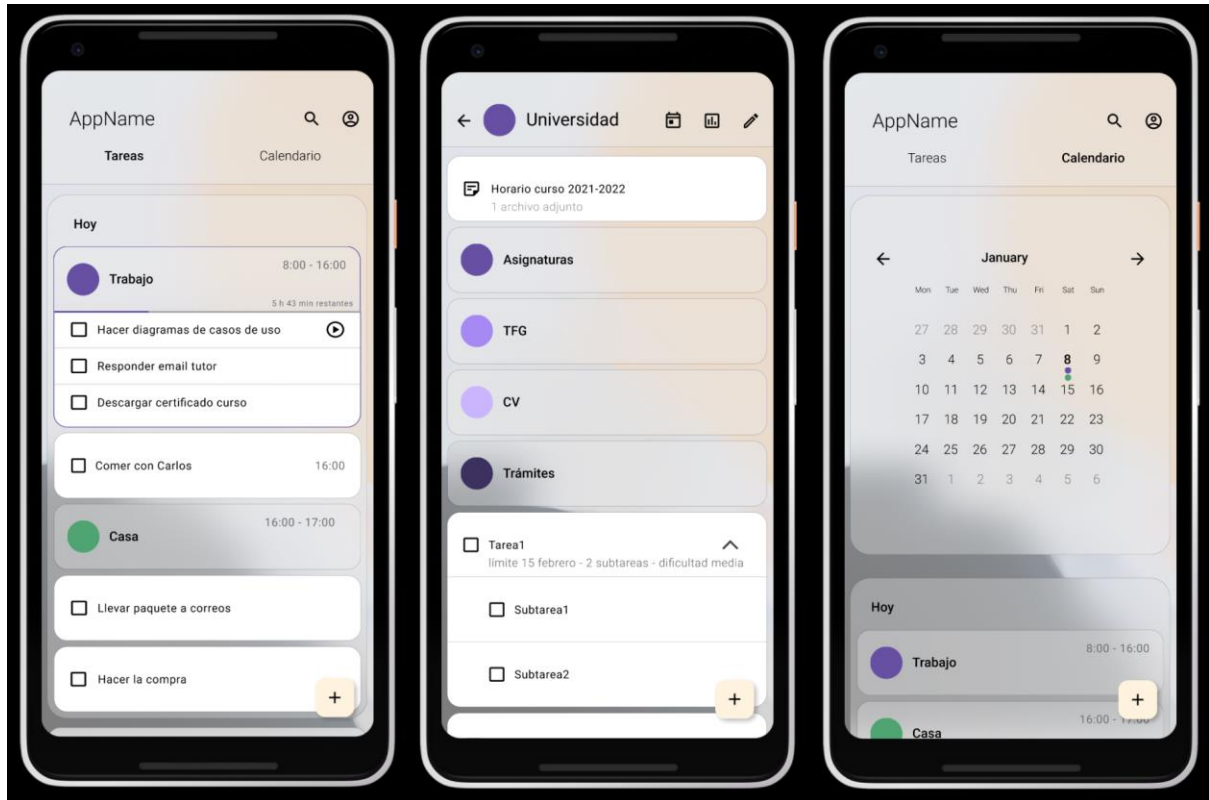 AppName
Tareas Calendario
Hoy
8:00 - 16:00
Trabajo
5 h 43 min restantes
Hacer diagramas de casos de uso
Responder email tutor
Descargar certificado curso
Comer con Carlos 16:00
16:00 - 17:00
Casa
Llevar paquete a correos
Hacer la compra
+
Universidad
Horario curso 2021-2022
1 archivo adjunto
Asignaturas
TFG
CV
Trámites
Tarea1
límite 15 febrero - 2 subtareas - dificultad media
Subtarea1
Subtarea2
+
AppName
Tareas Calendario
January
Mon Tue Wed Thu Fri Sat Sun
27 28 29 30 31 1 2
3 4 5 6 7 8 9
10 11 12 13 14 15 16
17 18 19 20 21 22 23
24 25 26 27 28 29 30
31 1 2 3 4 5 6
Hoy
8:00 - 16:00
Trabajo
+
16:00 - 17:00
Casa